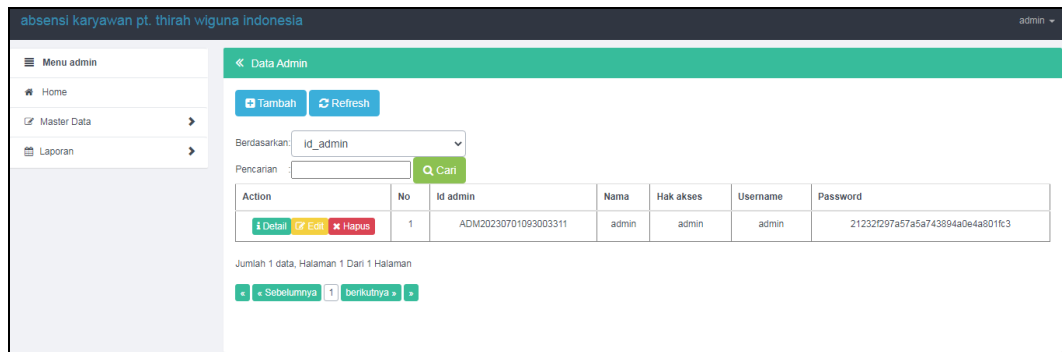 absensi karyawan pt. thirah wiguna indonesia
admin
Menu admin
Home
Master Data
Laporan
« Data Admin
Tambah
Refresh
Berdasarkan: id_admin
Pencarian :
Cari
Action No Id admin Nama Hak akses Username Password
Detail Edit Hapus 1 ADM20230701093003311 admin admin admin 21232f297a57a5a743894a0e4a801fc3
Jumlah 1 data, Halaman 1 Dari 1 Halaman
« « Sebelumnya 1 berikutnya » »